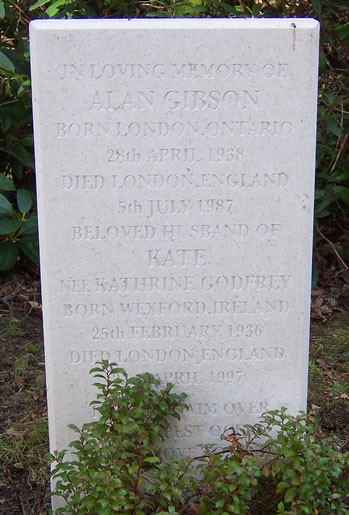 IN LOVING MEMORY OF
ALAN GIBSON
BORN LONDON, ONTARIO
28th APRIL 1938
DIED LONDON, ENGLAND
5th JULY 1987
BELOVED HUSBAND OF
KATE
NEE KATHRINE GODFREY
BORN WEXFORD, IRELAND
25th FEBRUARY 1936
DIED LONDON, ENGLAND
APRIL 1997
OVER